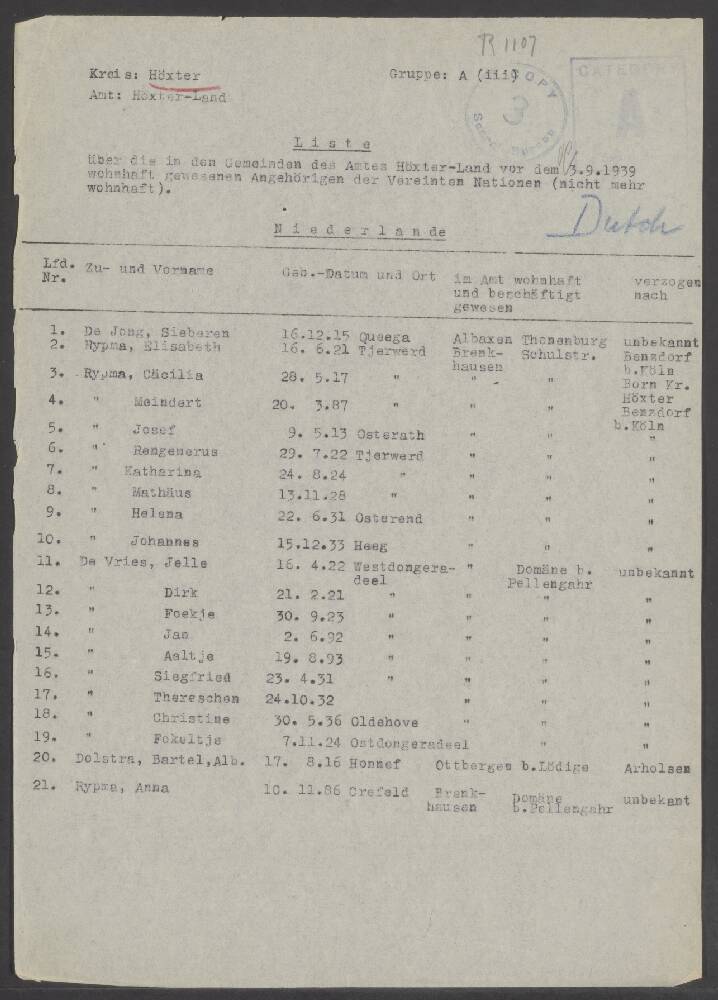 R 1107
Kreis: Höxter Gruppe: A (iii)
Amt: Höxter-Land
COPY 3
CATEGORY A
Liste
über die in den Gemeinden des Amtes Höxter-Land vor dem 3.9.1939
wohnhaft gewesenen Angehörigen der Vereinten Nationen (nicht mehr
wohnhaft).
Niederlande
Dutch
Lfd. Zu- und Vorname Geb.-Datum und Ort im Amt wohnhaft verzogen
Nr. und beschäftigt nach
gewesen
1. De Jong, Sieberen 16.12.15 Queega Albaxen Thonenburg unbekannt
2. Rypma, Elisabeth 16. 6.21 Tjerwerd Brenk- Schulstr. Benzdorf
hausen b.Köln
3. Rypma, Cäcilia 28. 5.17 " " " Born Kr.
Höxter
4. " Meindert 20. 3.87 " " " Benzdorf
b.Köln
5. " Josef 9. 5.13 Osterath " " "
6. " Rengenerus 29. 7.22 Tjerwerd " " "
7. " Katharina 24. 8.24 " " " "
8. " Mathäus 13.11.28 " " " "
9. " Helena 22. 6.31 Osterend " " "
10. " Johannes 15.12.33 Heeg " " "
11. De Vries, Jelle 16. 4.22 Westdongera- " Domäne b. unbekannt
deel Pellengahr
12. " Dirk 21. 2.21 " " " "
13. " Foekje 30. 9.23 " " " "
14. " Jan 2. 6.92 " " " "
15. " Aaltje 19. 8.93 " " " "
16. " Siegfried 23. 4.31 " " " "
17. " Thereschen 24.10.32 " " " "
18. " Christine 30. 5.36 Oldehove " " "
19. " Fokeltje 7.11.24 Ostdongeradeel " "
20. Dolstra, Bartel,Alb. 17. 8.16 Honnef Ottbergen b.Lödige Arholsen
21. Rypma, Anna 10. 11.86 Crefeld Brenk- Domäne unbekant
hausen b.Pellengahr